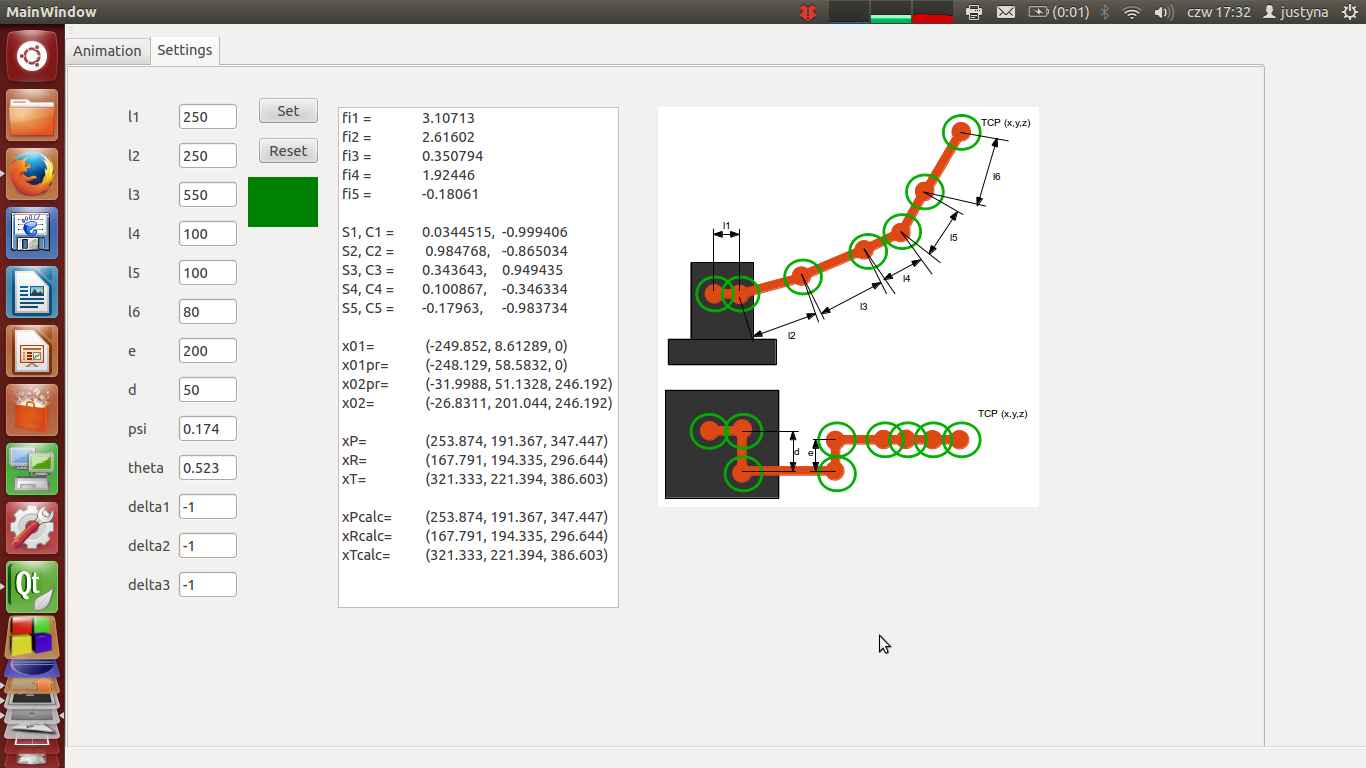 MainWindow
(0:01)
czw 17:32
justyna
Animation
Settings
l1
250
l2
250
l3
550
l4
100
l5
100
l6
80
e
200
d
50
psi
0.174
theta
0.523
delta1
-1
delta2
-1
delta3
-1
Set
Reset
fi1 = 3.10713
fi2 = 2.61602
fi3 = 0.350794
fi4 = 1.92446
fi5 = -0.18061
S1, C1 = 0.0344515, -0.999406
S2, C2 = 0.984768, -0.865034
S3, C3 = 0.343643, 0.949435
S4, C4 = 0.100867, -0.346334
S5, C5 = -0.17963, -0.983734
x01= (-249.852, 8.61289, 0)
x01pr= (-248.129, 58.5832, 0)
x02pr= (-31.9988, 51.1328, 246.192)
x02= (-26.8311, 201.044, 246.192)
xP= (253.874, 191.367, 347.447)
xR= (167.791, 194.335, 296.644)
xT= (321.333, 221.394, 386.603)
xPcalc= (253.874, 191.367, 347.447)
xRcalc= (167.791, 194.335, 296.644)
xTcalc= (321.333, 221.394, 386.603)
TCP (x,y,z)
l6
l1
l5
l4
l3
l2
TCP (x,y,z)
d
e
Qt